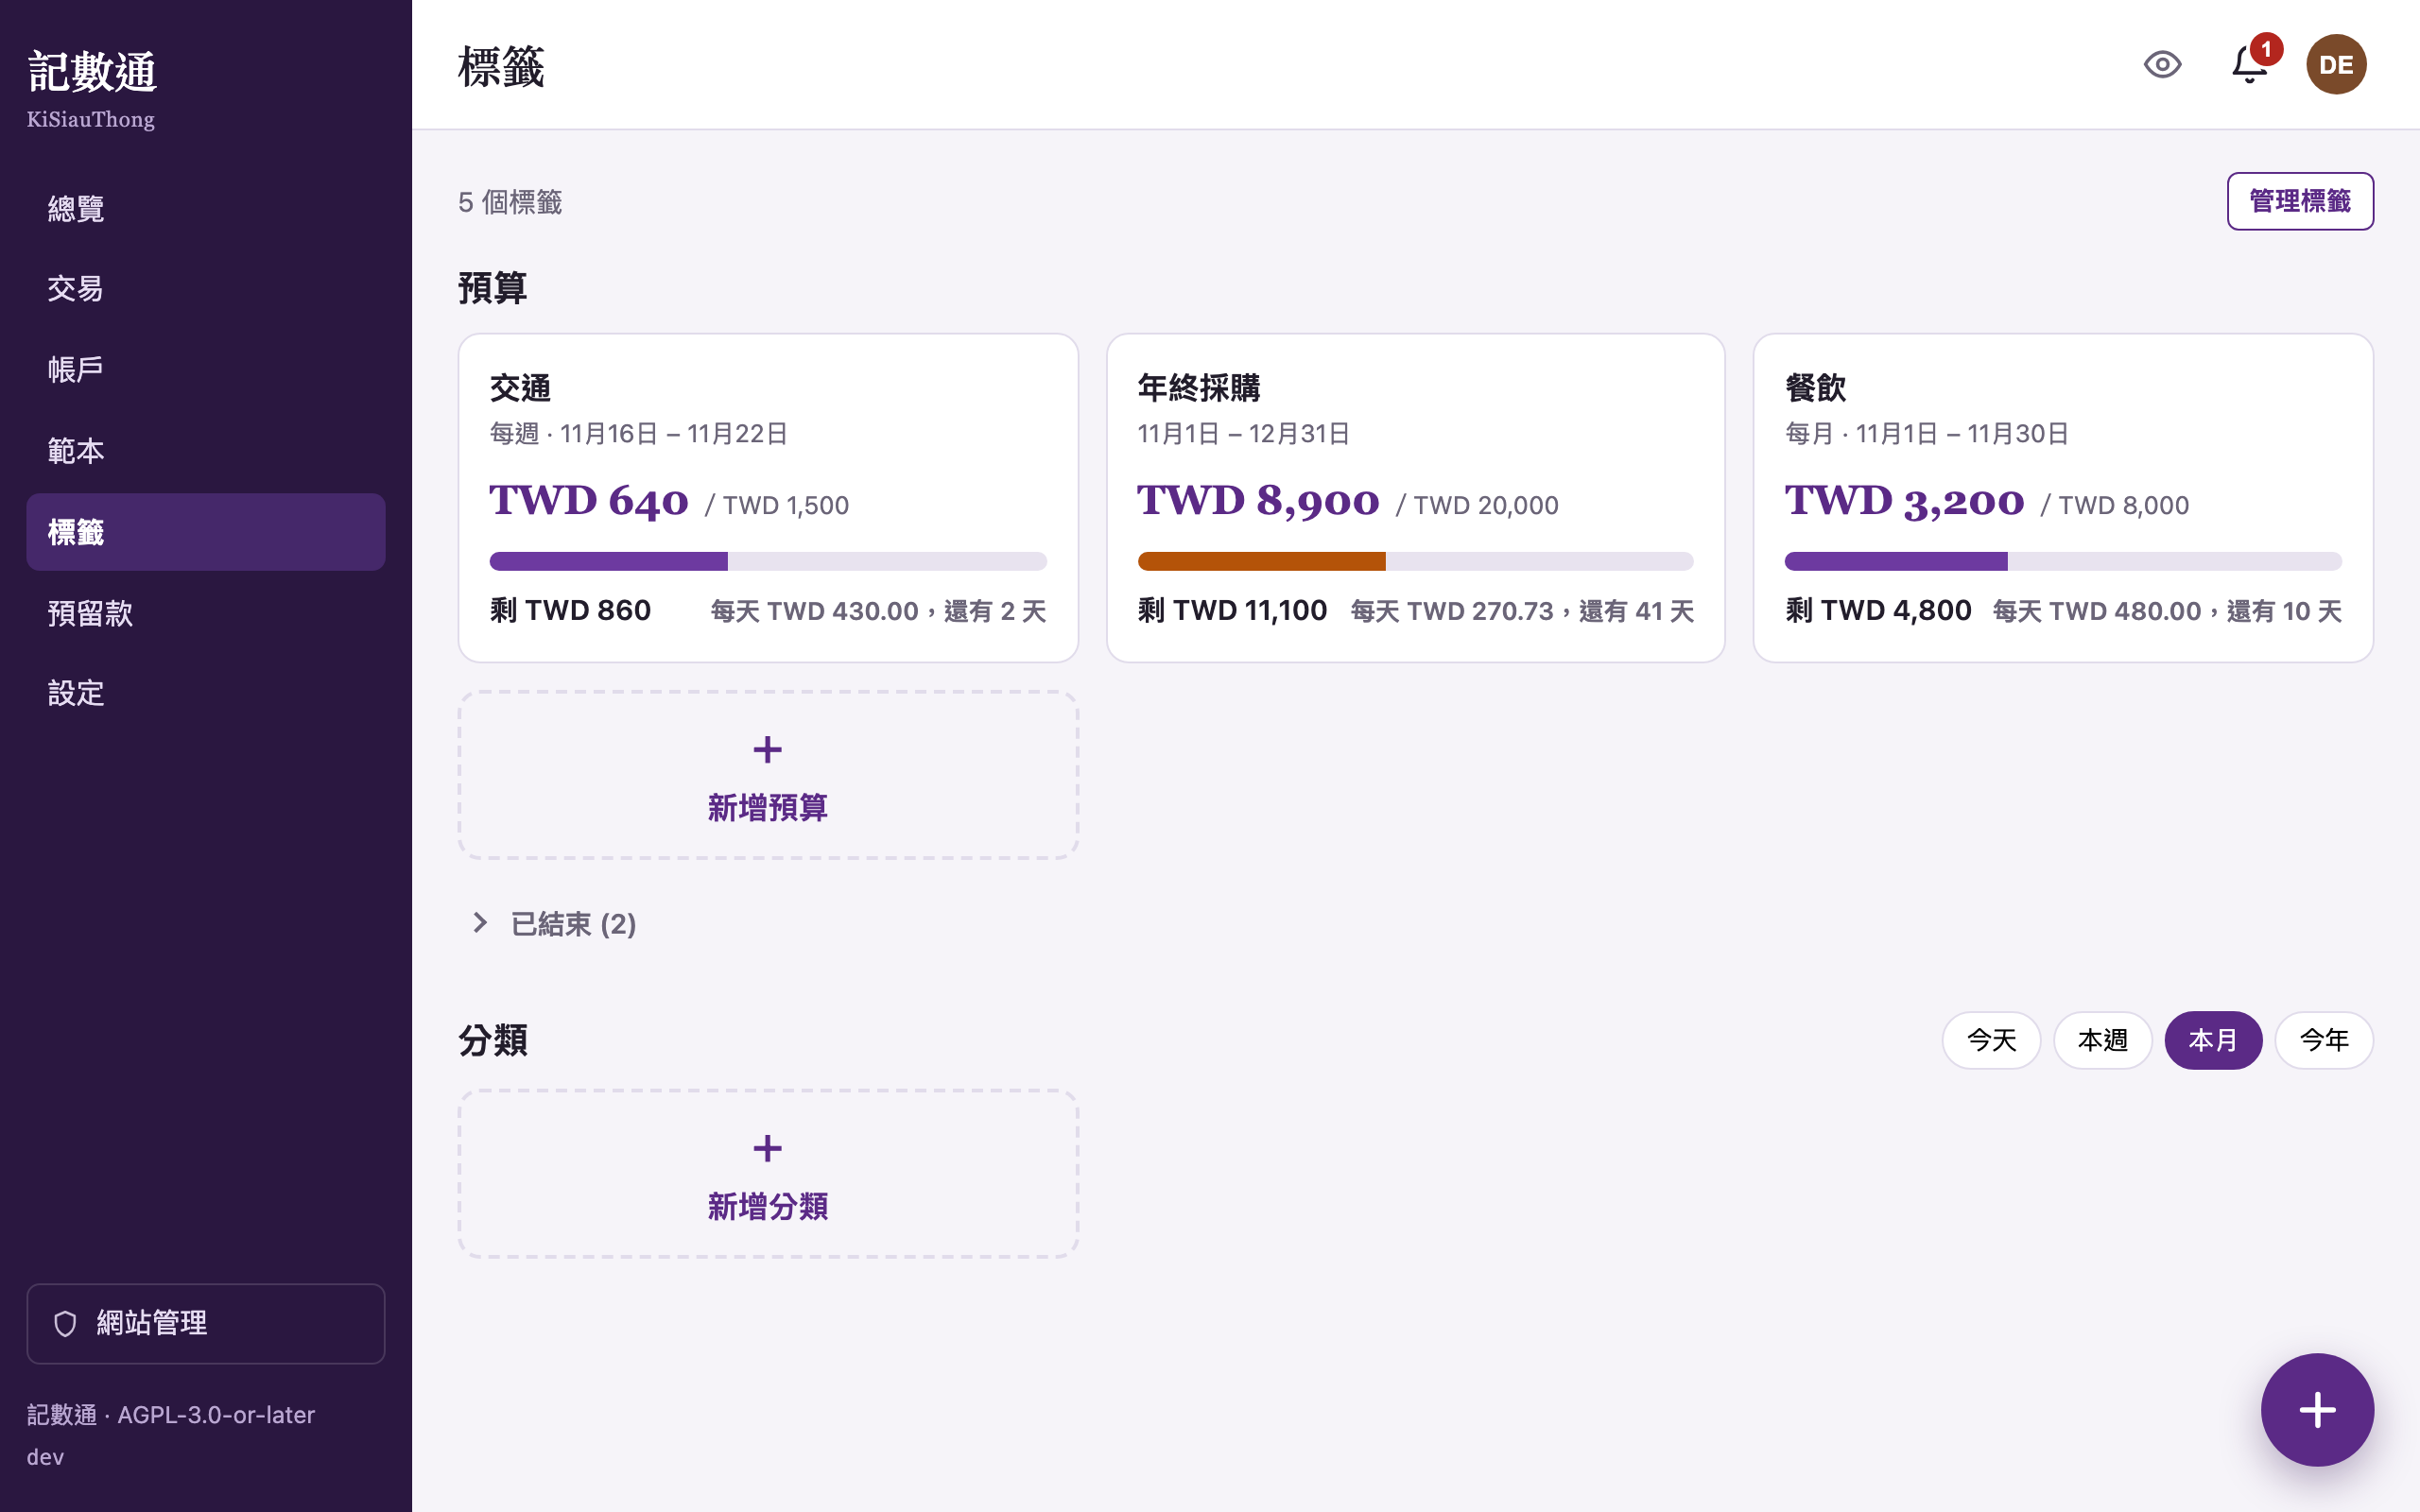 記數通
KiSiauThong
總覽
交易
帳戶
範本
標籤
預留款
設定
網站管理
記數通 · AGPL-3.0-or-later
dev
標籤
1
DE
5 個標籤
管理標籤
預算
交通
每週 · 11月16日 – 11月22日
TWD 640 / TWD 1,500
剩 TWD 860 每天 TWD 430.00，還有 2 天
年終採購
11月1日 – 12月31日
TWD 8,900 / TWD 20,000
剩 TWD 11,100 每天 TWD 270.73，還有 41 天
餐飲
每月 · 11月1日 – 11月30日
TWD 3,200 / TWD 8,000
剩 TWD 4,800 每天 TWD 480.00，還有 10 天
新增預算
已結束 (2)
分類
今天 本週 本月 今年
新增分類